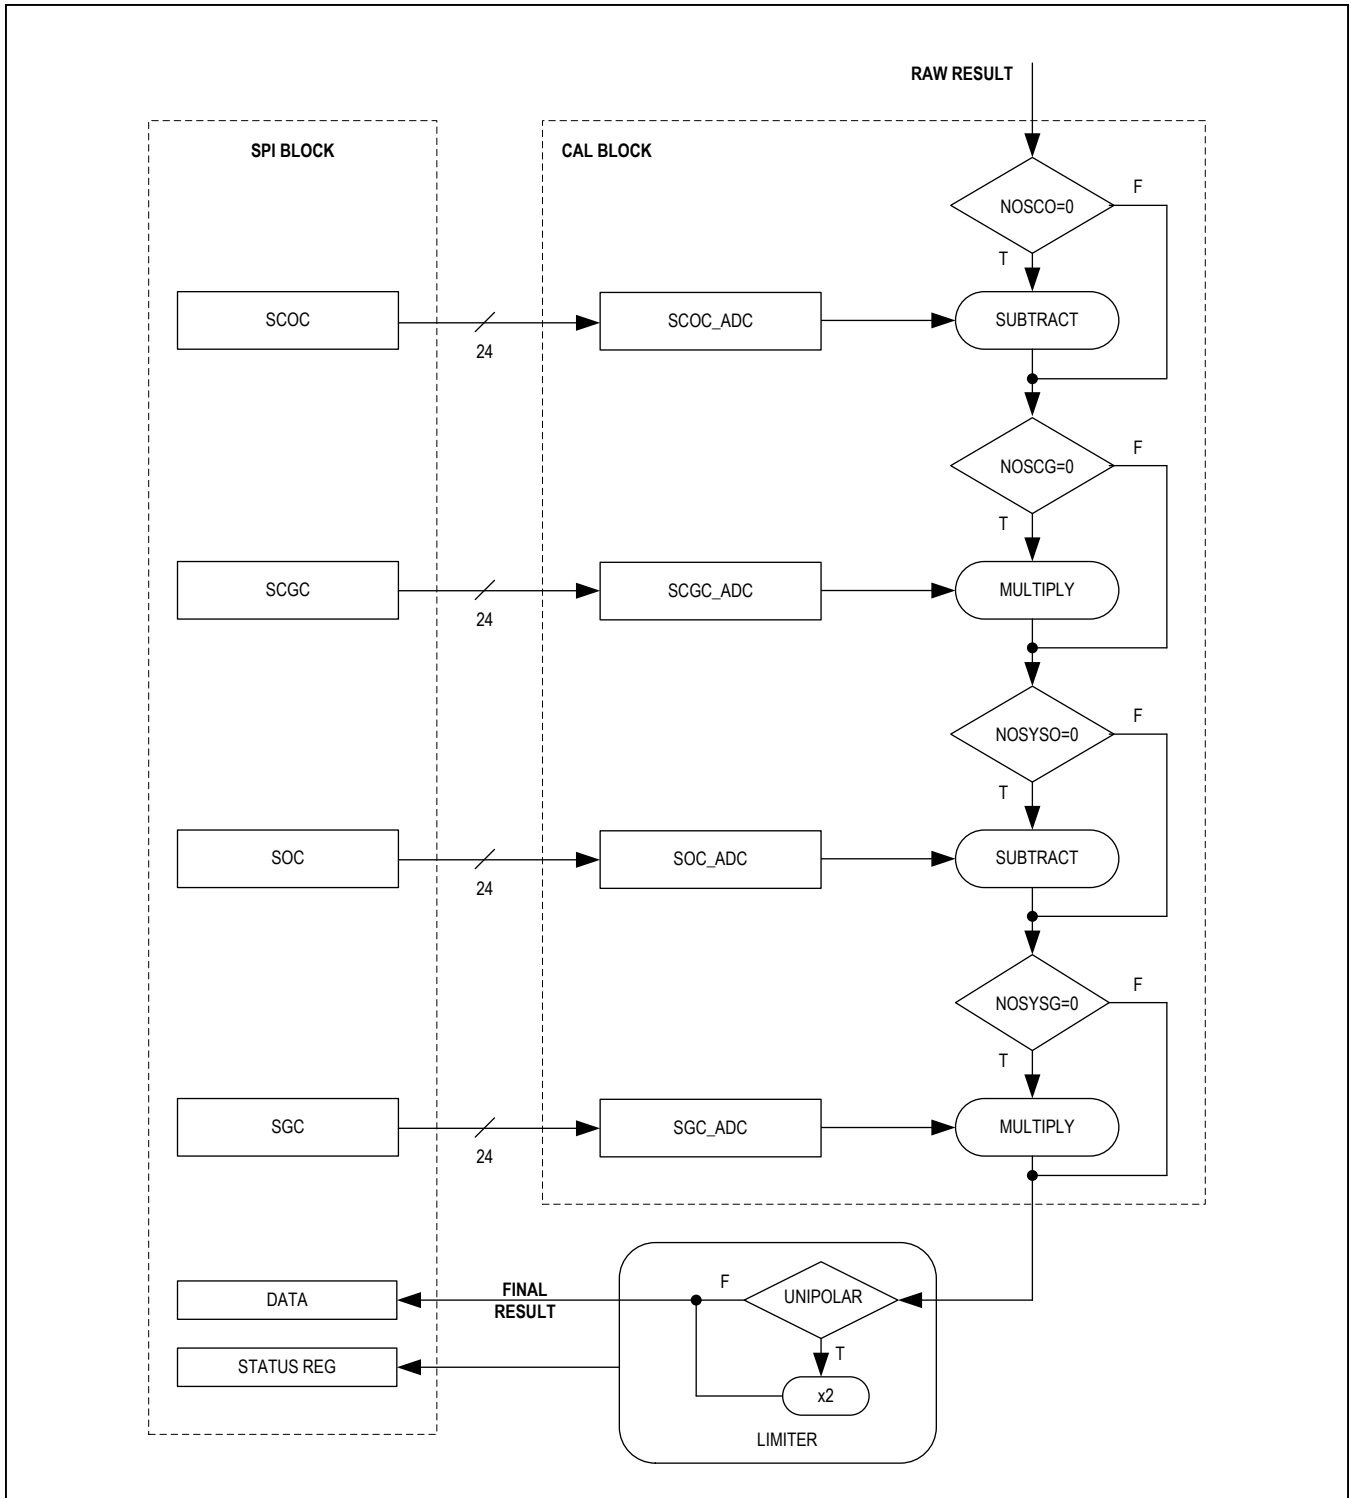 RAW RESULT
SPI BLOCK
CAL BLOCK
F
NOSCO=0
T
SCOC
SCOC_ADC
SUBTRACT
24
F
NOSCG=0
T
SCGC
SCGC_ADC
MULTIPLY
24
F
NOSYSO=0
T
SOC
SOC_ADC
SUBTRACT
24
F
NOSYSG=0
T
SGC
SGC_ADC
MULTIPLY
24
DATA
FINAL
RESULT
F
UNIPOLAR
T
STATUS REG
x2
LIMITER